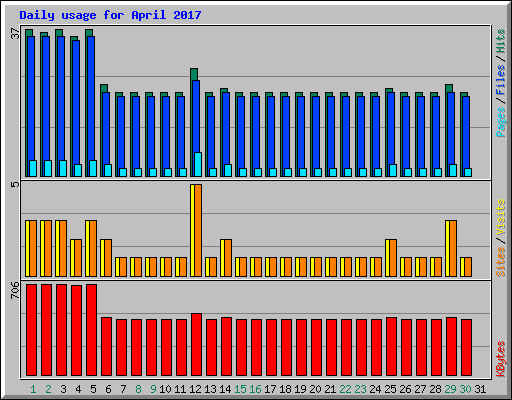 Daily usage for April 2017
37
Pages / Files / Hits
5
Sites / Visits
706
KBytes
1 2 3 4 5 6 7 8 9 10 11 12 13 14 15 16 17 18 19 20 21 22 23 24 25 26 27 28 29 30 31